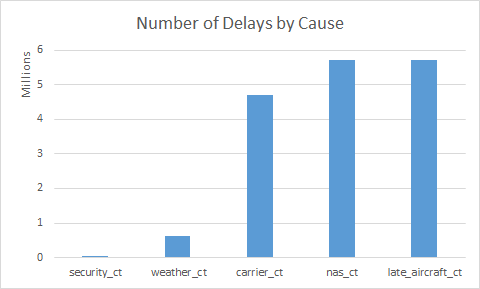 Number of Delays by Cause
Millions
6
5
4
3
2
1
0
security_ct weather_ct carrier_ct nas_ct late_aircraft_ct